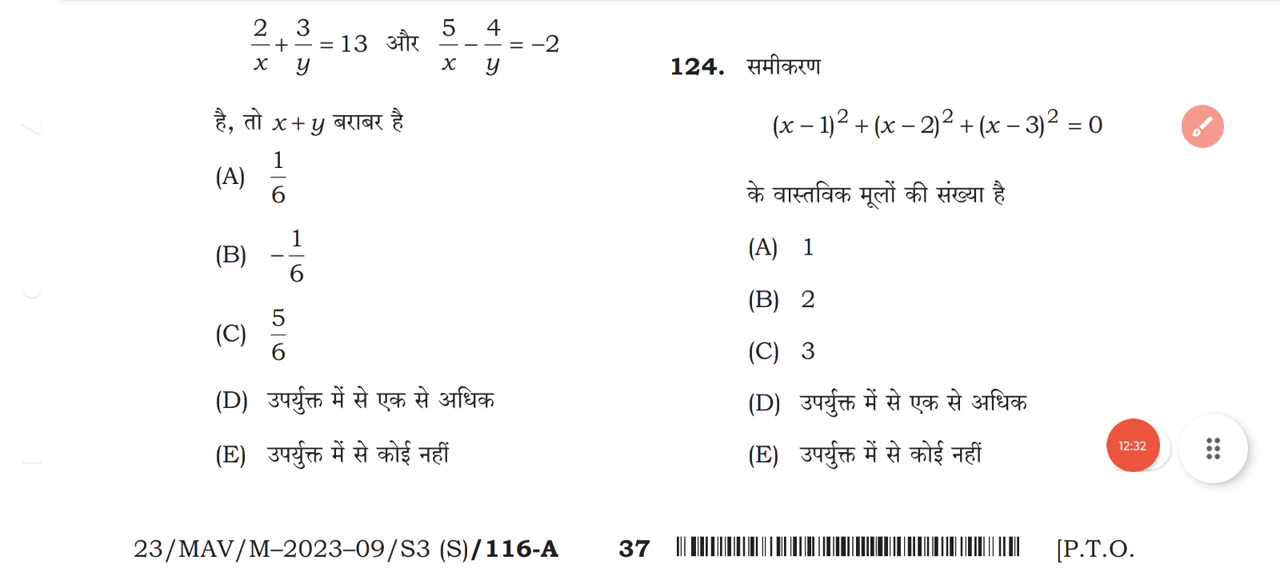 2/x + 3/y = 13 और 5/x − 4/y = −2
है, तो x + y बराबर है
(A) 1/6
(B) −1/6
(C) 5/6
(D) उपर्युक्त में से एक से अधिक
(E) उपर्युक्त में से कोई नहीं
124. समीकरण
(x − 1)² + (x − 2)² + (x − 3)² = 0
के वास्तविक मूलों की संख्या है
(A) 1
(B) 2
(C) 3
(D) उपर्युक्त में से एक से अधिक
(E) उपर्युक्त में से कोई नहीं
12:32
23/MAV/M–2023–09/S3 (S)/116-A 37 [P.T.O.